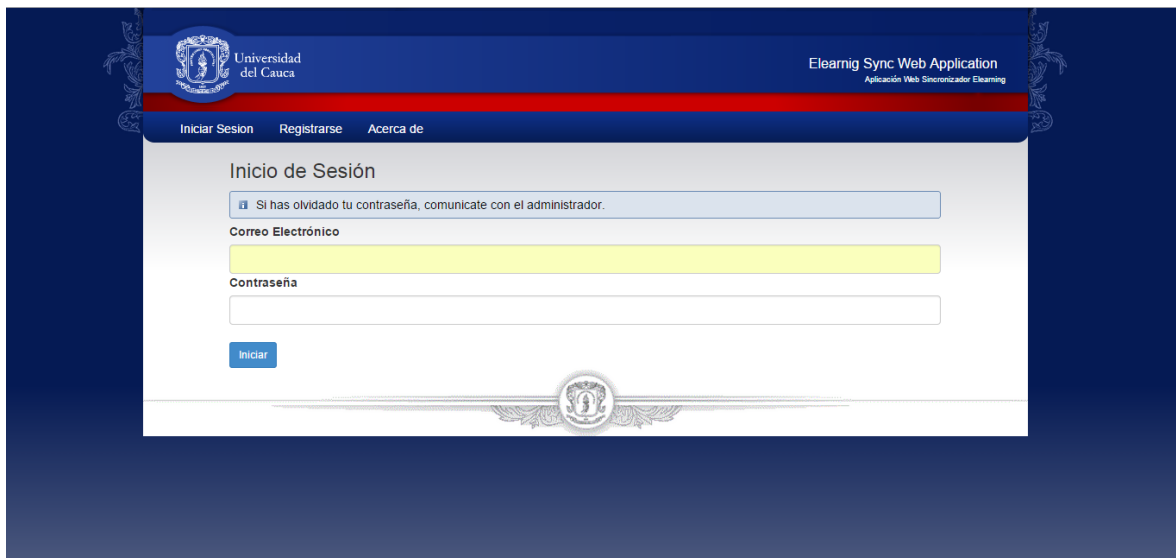 Universidad
del Cauca
Elearnig Sync Web Application
Aplicación Web Sincronizador Elearning
Iniciar Sesion Registrarse Acerca de
Inicio de Sesión
Si has olvidado tu contraseña, comunicate con el administrador.
Correo Electrónico
Contraseña
Iniciar